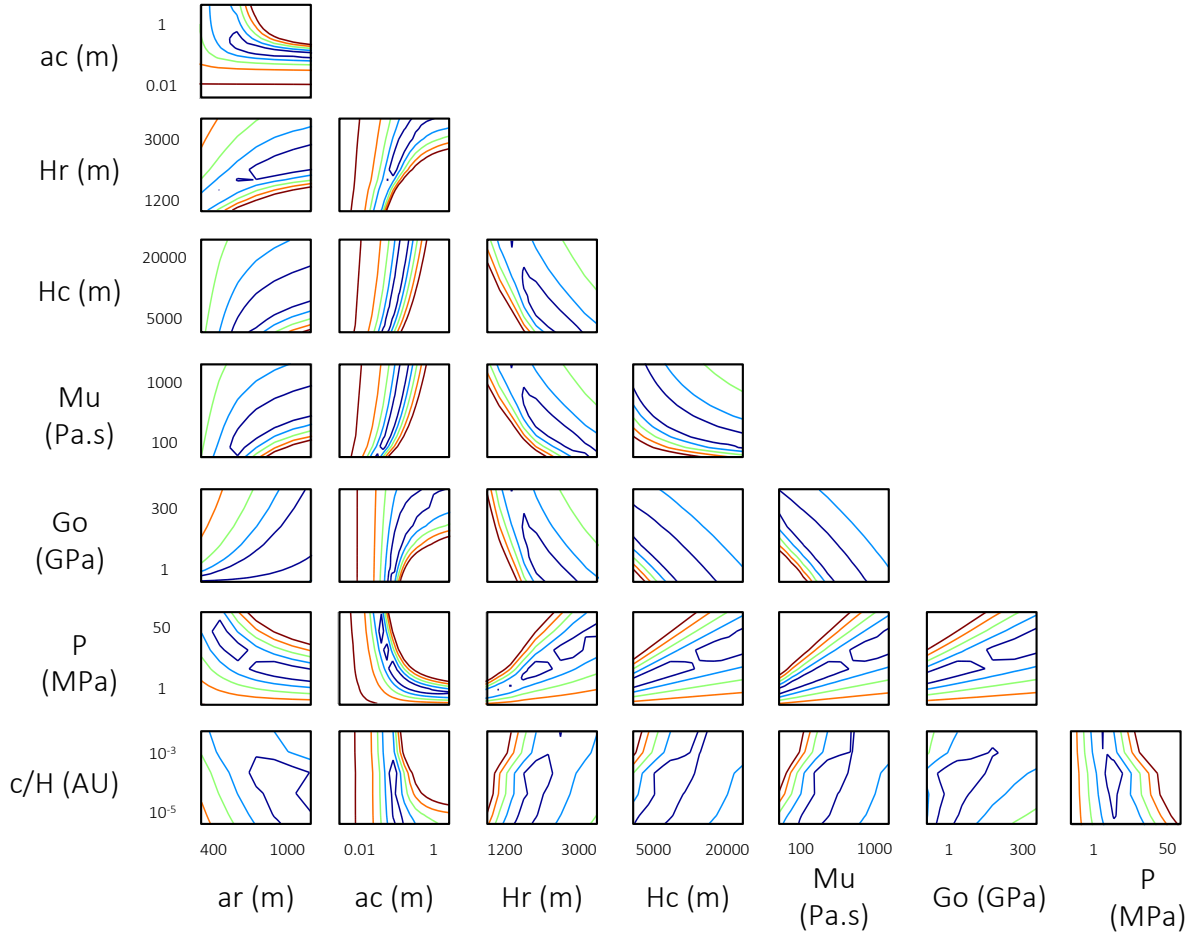 1
ac (m)
0.01
3000
Hr (m)
1200
20000
Hc (m)
5000
Mu
1000
(Pa.s)
100
Go
300
(GPa)
1
P
50
(MPa)
1
c/H (AU)
10-3
10-5
400 1000 0.01 1 1200 3000 5000 20000 100 1000 1 300 1 50
ar (m) ac (m) Hr (m) Hc (m) Mu Go (GPa) P
(Pa.s) (MPa)